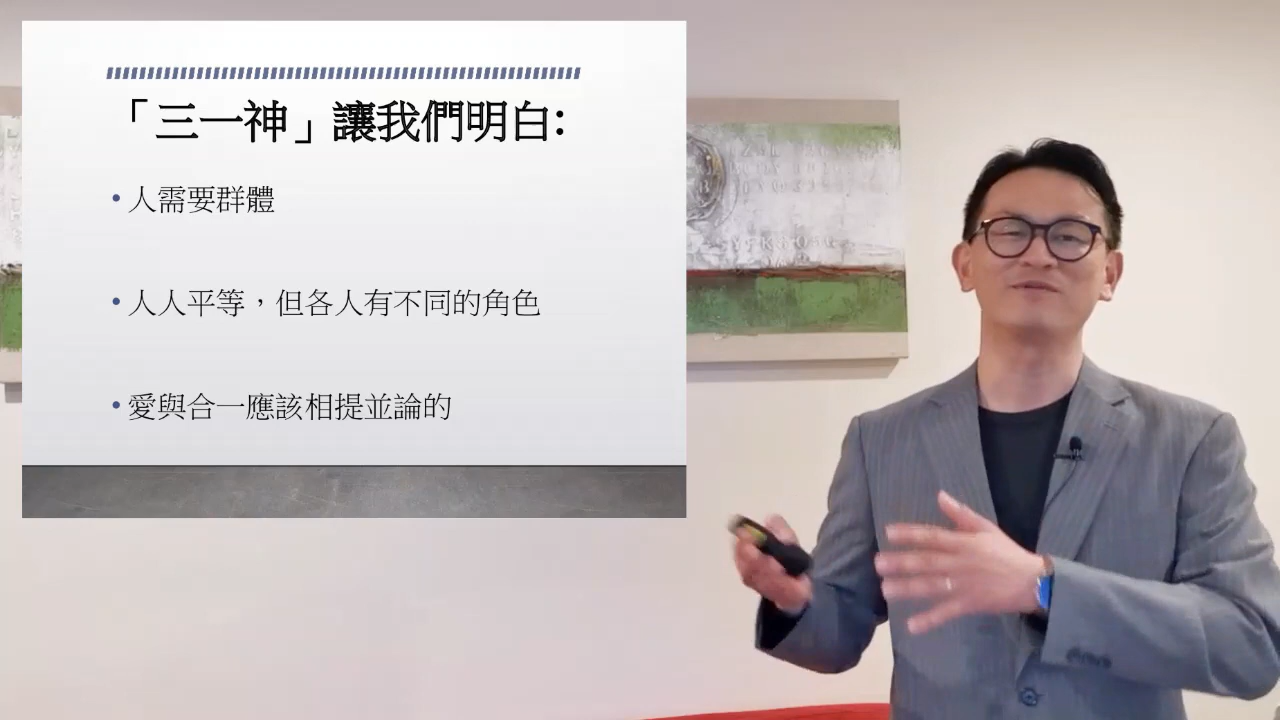 「三一神」讓我們明白:
• 人需要群體
• 人人平等，但各人有不同的角色
• 愛與合一應該相提並論的